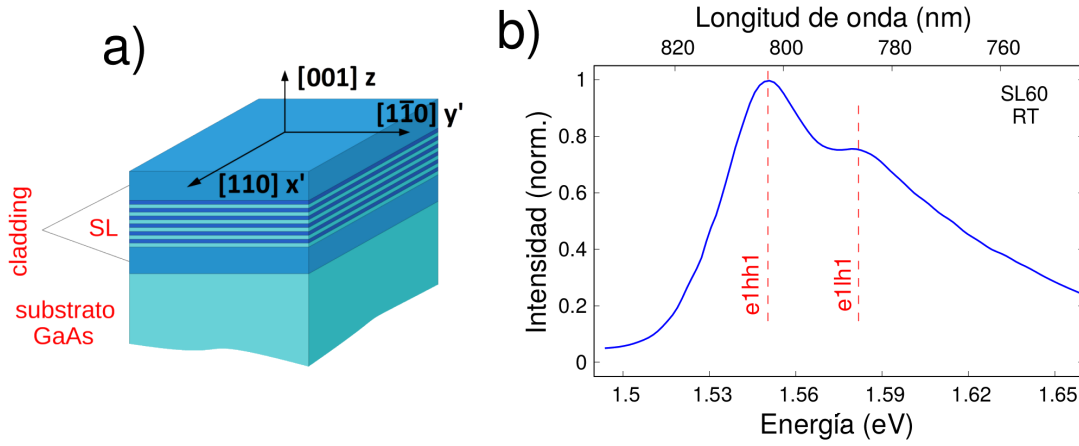 a)
[001] z
[11̅0] y'
[110] x'
cladding
SL
substrato
GaAs
b)
Longitud de onda (nm)
820
800
780
760
Intensidad (norm.)
1
0.8
0.6
0.4
0.2
0
SL60
RT
e1hh1
e1lh1
1.5
1.53
1.56
1.59
1.62
1.65
Energía (eV)